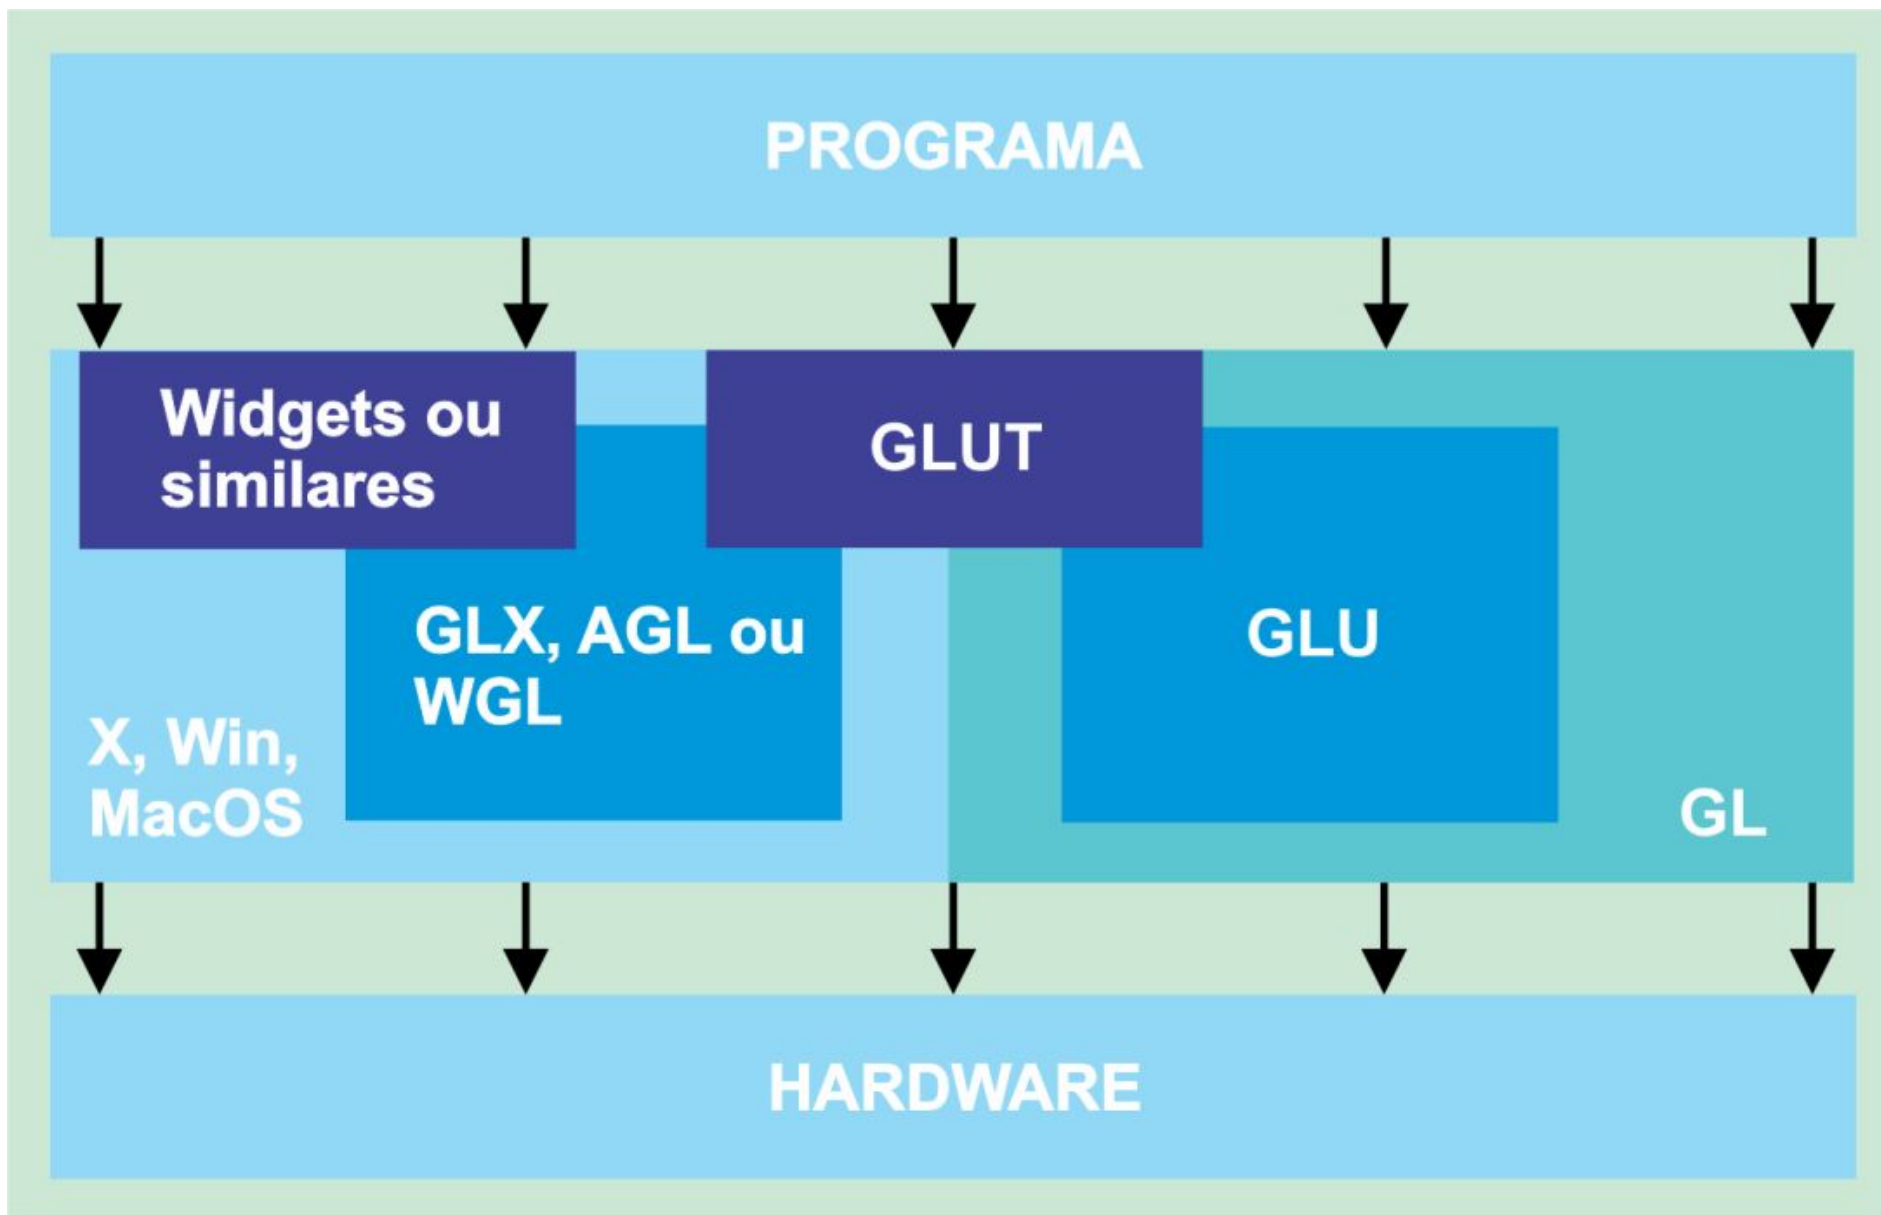 PROGRAMA
Widgets ou
similares
GLUT
GLX, AGL ou
WGL
GLU
X, Win,
MacOS
GL
HARDWARE